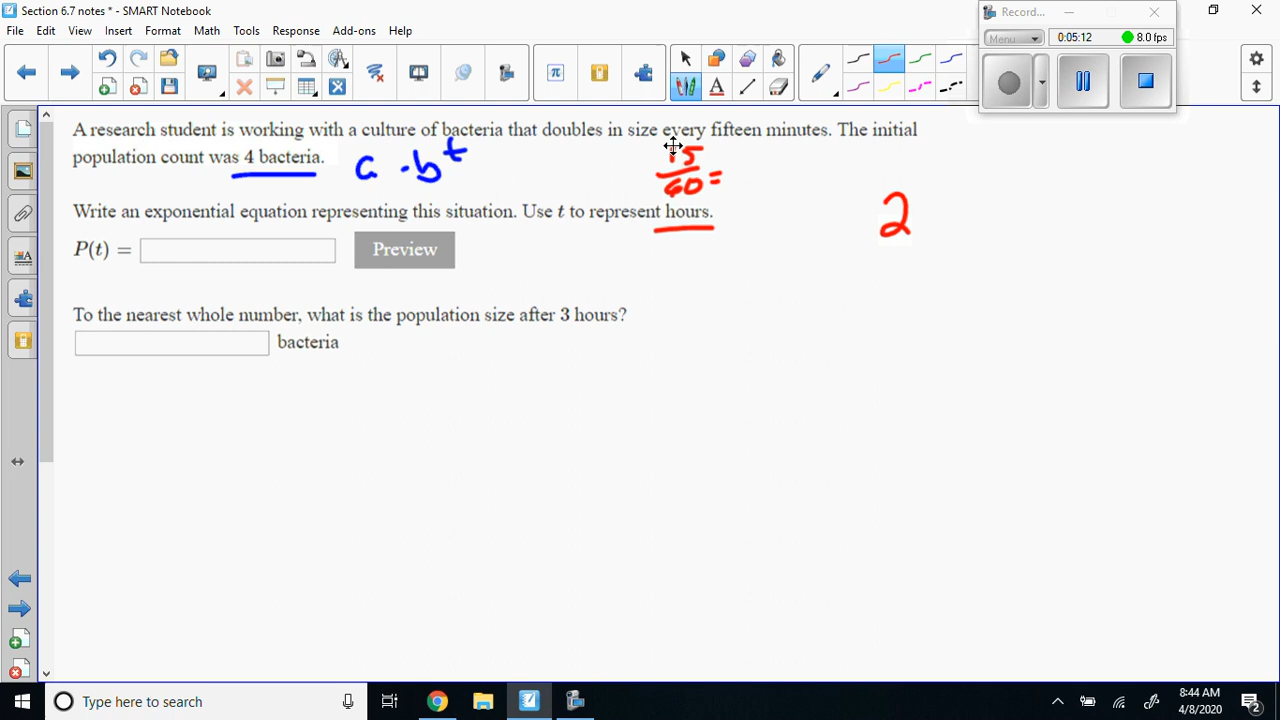 Section 6.7 notes * - SMART Notebook
Record...
File Edit View Insert Format Math Tools Response Add-ons Help
Menu 0:05:12 8.0 fps
A research student is working with a culture of bacteria that doubles in size every fifteen minutes. The initial
population count was 4 bacteria.
a · b^t
15/60 =
Write an exponential equation representing this situation. Use t to represent hours.
2
P(t) =
Preview
To the nearest whole number, what is the population size after 3 hours?
bacteria
Type here to search
8:44 AM
4/8/2020
2